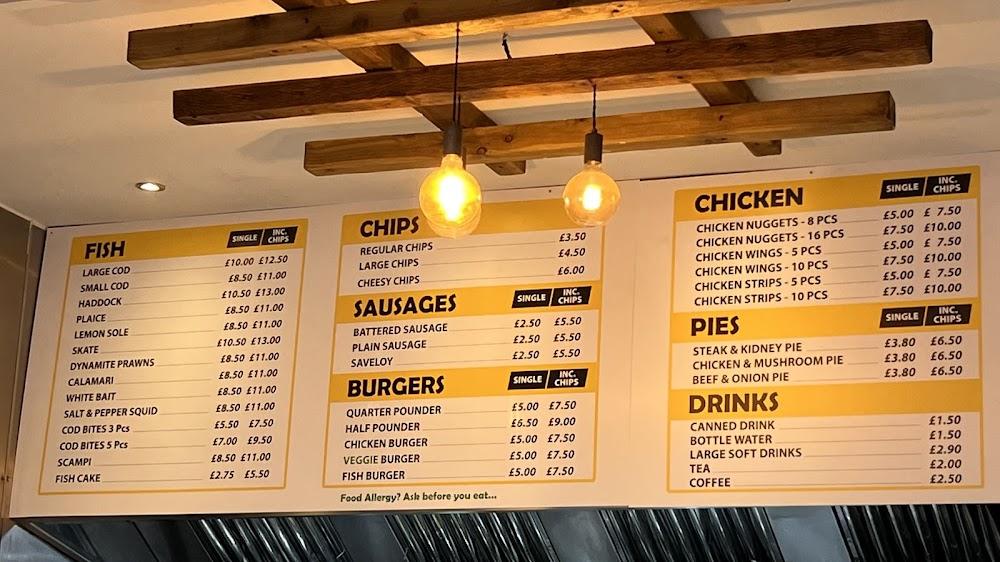 FISH SINGLE INC. CHIPS
LARGE COD £10.00 £12.50
SMALL COD £8.50 £11.00
HADDOCK £10.50 £13.00
PLAICE £8.50 £11.00
LEMON SOLE £8.50 £11.00
SKATE £10.50 £13.00
DYNAMITE PRAWNS £8.50 £11.00
CALAMARI £8.50 £11.00
WHITE BAIT £8.50 £11.00
SALT & PEPPER SQUID £8.50 £11.00
COD BITES 3 Pcs £5.50 £7.50
COD BITES 5 Pcs £7.00 £9.50
SCAMPI £8.50 £11.00
FISH CAKE £2.75 £5.50
CHIPS
REGULAR CHIPS £3.50
LARGE CHIPS £4.50
CHEESY CHIPS £6.00
SAUSAGES SINGLE INC. CHIPS
BATTERED SAUSAGE £2.50 £5.50
PLAIN SAUSAGE £2.50 £5.50
SAVELOY £2.50 £5.50
BURGERS SINGLE INC. CHIPS
QUARTER POUNDER £5.00 £7.50
HALF POUNDER £6.50 £9.00
CHICKEN BURGER £5.00 £7.50
VEGGIE BURGER £5.00 £7.50
FISH BURGER £5.00 £7.50
Food Allergy? Ask before you eat...
CHICKEN SINGLE INC. CHIPS
CHICKEN NUGGETS - 8 PCS £5.00 £ 7.50
CHICKEN NUGGETS - 16 PCS £7.50 £10.00
CHICKEN WINGS - 5 PCS £5.00 £ 7.50
CHICKEN WINGS - 10 PCS £7.50 £10.00
CHICKEN STRIPS - 5 PCS £5.00 £ 7.50
CHICKEN STRIPS - 10 PCS £7.50 £10.00
PIES SINGLE INC. CHIPS
STEAK & KIDNEY PIE £3.80 £6.50
CHICKEN & MUSHROOM PIE £3.80 £6.50
BEEF & ONION PIE £3.80 £6.50
DRINKS
CANNED DRINK £1.50
BOTTLE WATER £1.50
LARGE SOFT DRINKS £2.90
TEA £2.00
COFFEE £2.50